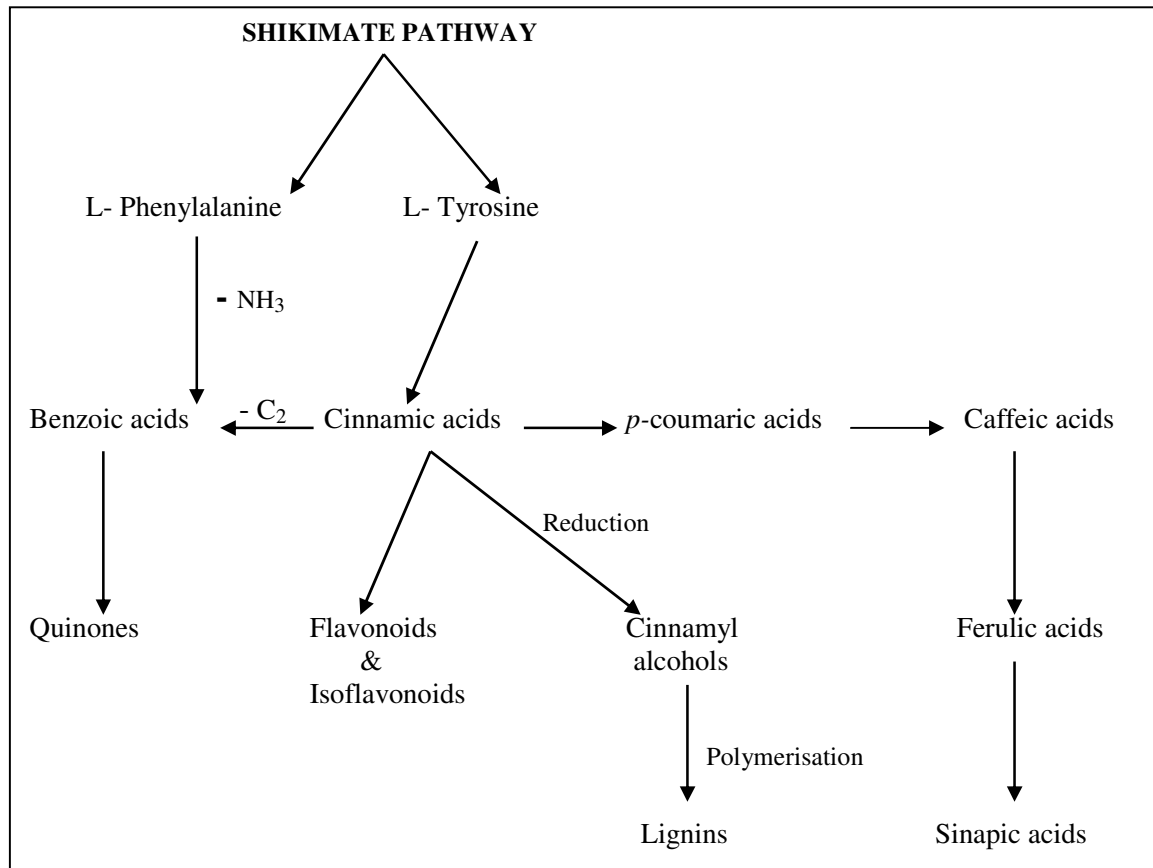 SHIKIMATE PATHWAY
L- Phenylalanine
L- Tyrosine
- NH3
Benzoic acids
- C2
Cinnamic acids
p-coumaric acids
Caffeic acids
Reduction
Quinones
Flavonoids
&
Isoflavonoids
Cinnamyl
alcohols
Ferulic acids
Polymerisation
Lignins
Sinapic acids